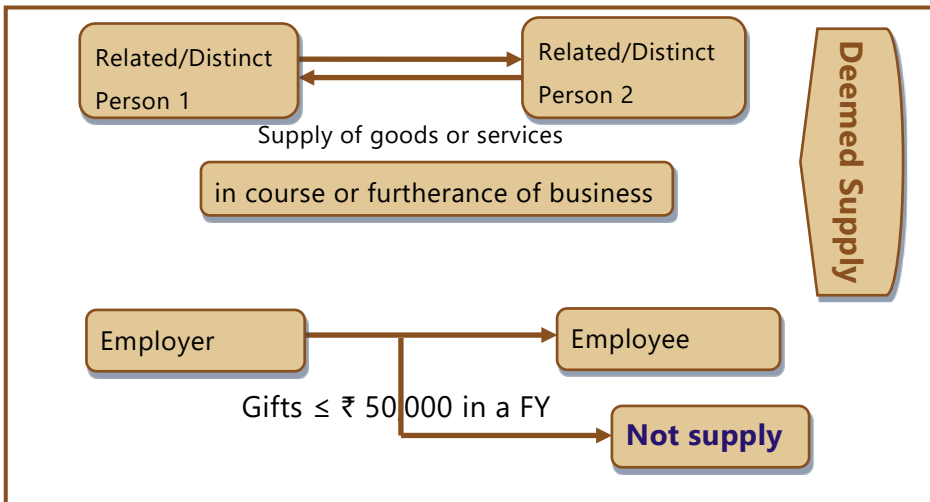 Related/Distinct
Person 1
Related/Distinct
Person 2
Supply of goods or services
in course or furtherance of business
Deemed Supply
Employer
Employee
Gifts ≤ ₹ 50,000 in a FY
Not supply